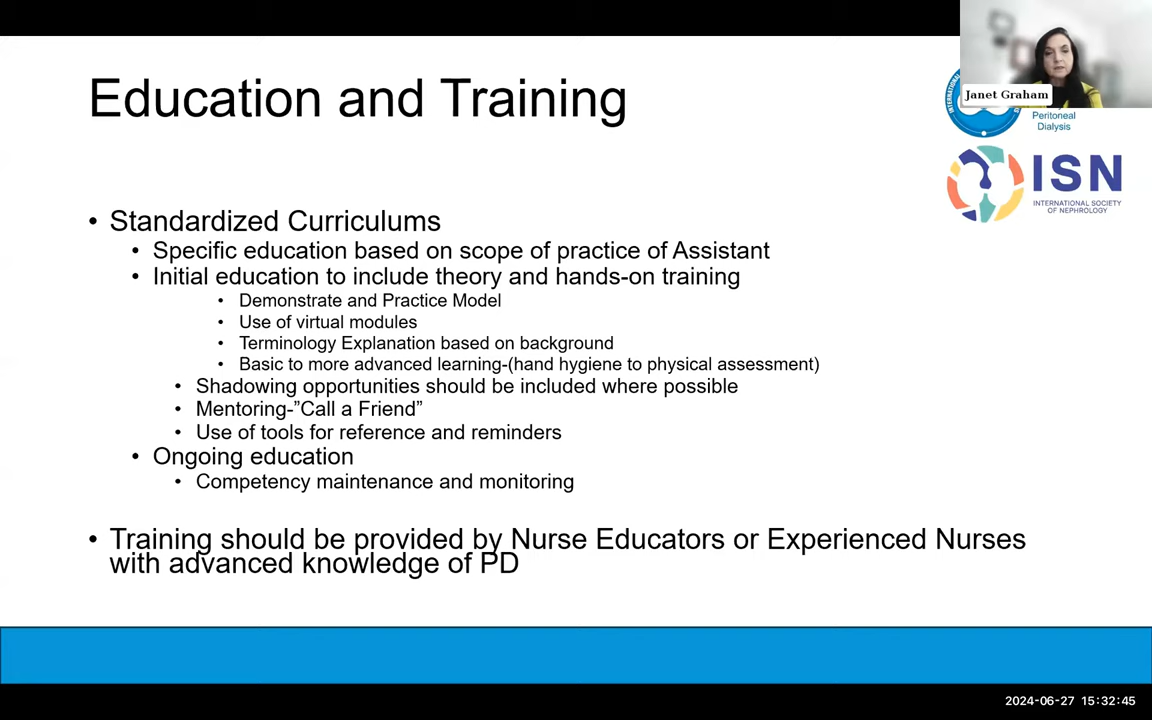 Education and Training
Janet Graham
INTERNATIONAL
Peritoneal
Dialysis
ISN
INTERNATIONAL SOCIETY
OF NEPHROLOGY
• Standardized Curriculums
• Specific education based on scope of practice of Assistant
• Initial education to include theory and hands-on training
• Demonstrate and Practice Model
• Use of virtual modules
• Terminology Explanation based on background
• Basic to more advanced learning-(hand hygiene to physical assessment)
• Shadowing opportunities should be included where possible
• Mentoring-”Call a Friend”
• Use of tools for reference and reminders
• Ongoing education
• Competency maintenance and monitoring
• Training should be provided by Nurse Educators or Experienced Nurses
with advanced knowledge of PD
2024-06-27 15:32:45